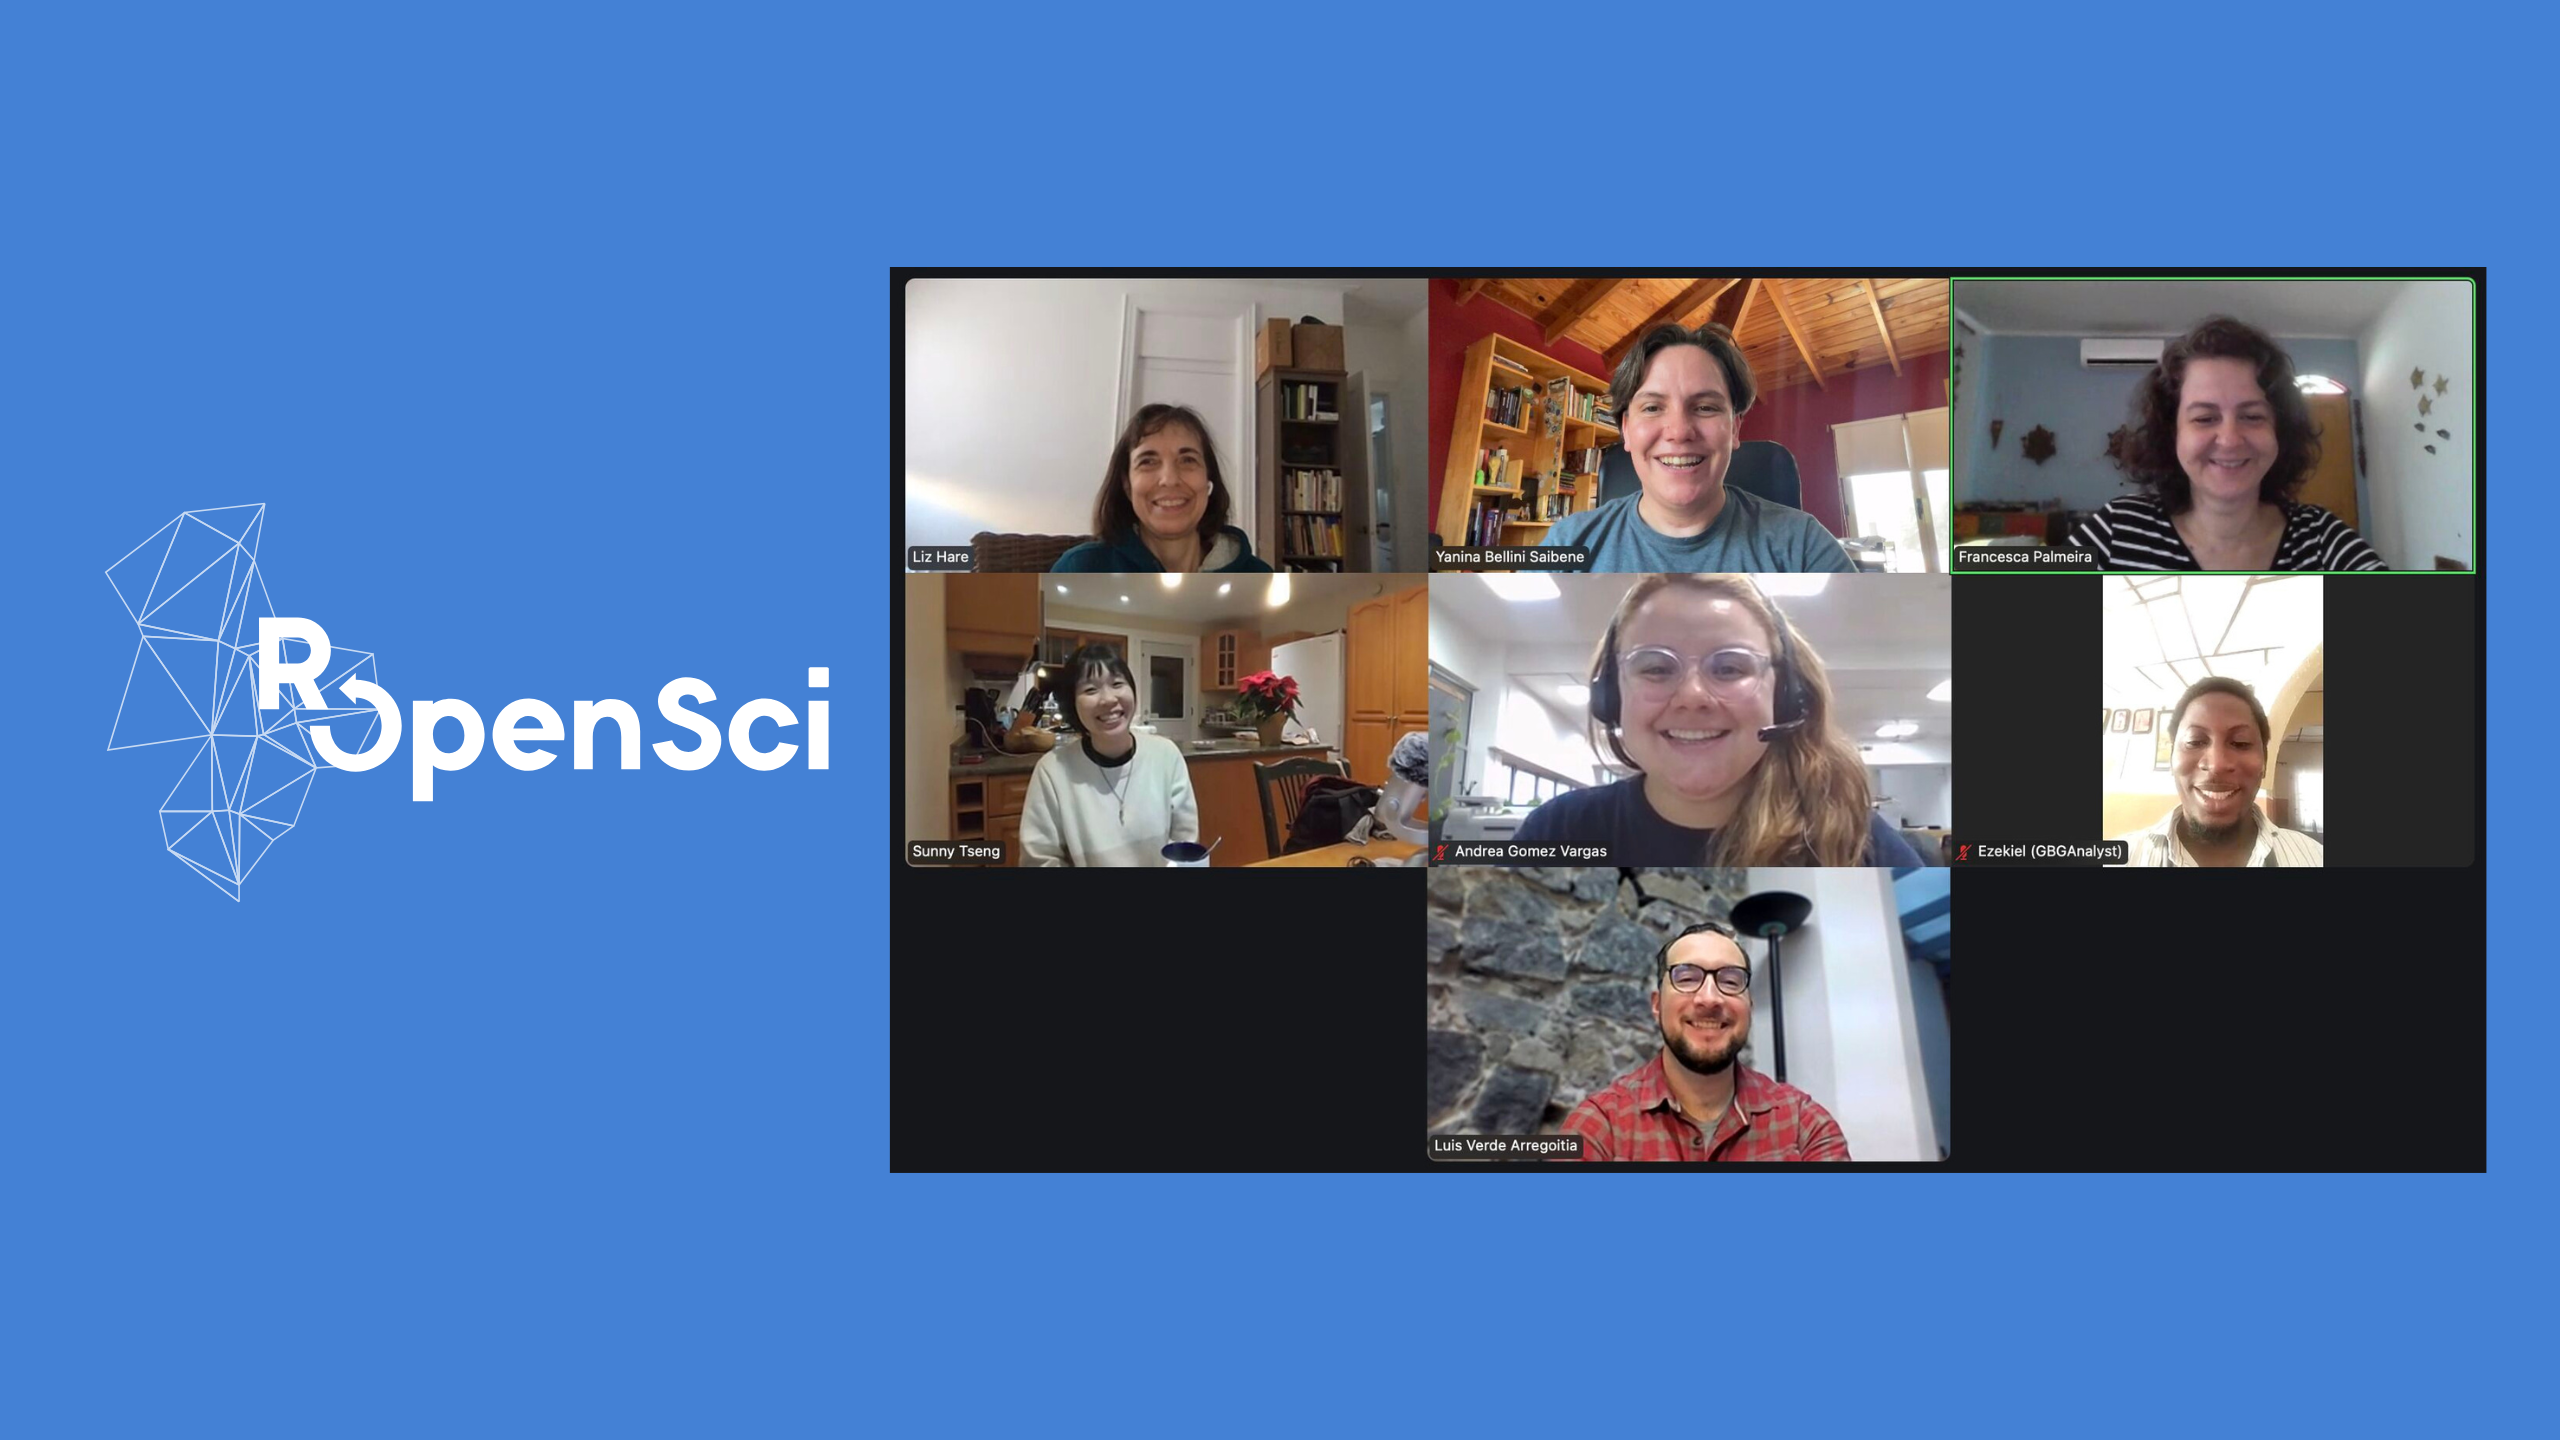 ROpenSci
Liz Hare
Yanina Bellini Saibene
Francesca Palmeira
Sunny Tseng
Andrea Gomez Vargas
Ezekiel (GBGAnalyst)
Luis Verde Arregoitia